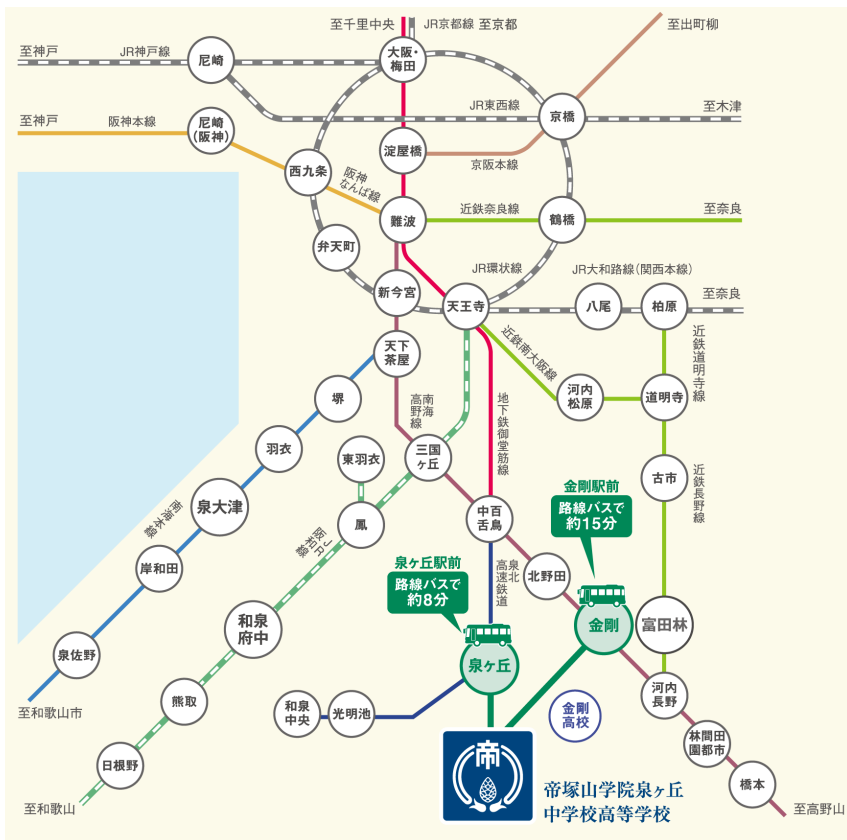 至千里中央
JR京都線 至京都
至出町柳
至神戸
JR神戸線
尼崎
大阪・
梅田
JR東西線
京橋
至木津
至神戸
阪神本線
尼崎
(阪神)
淀屋橋
京阪本線
西九条
阪神
なんば線
難波
近鉄奈良線
鶴橋
至奈良
弁天町
JR環状線
JR大和路線(関西本線)
新今宮
天王寺
八尾
柏原
至奈良
天下
茶屋
近鉄南大阪線
近鉄道明寺線
堺
南海
高野線
地下鉄御堂筋線
河内
松原
道明寺
羽衣
東羽衣
三国
ヶ丘
古市
近鉄長野線
泉大津
南海本線
鳳
JR
阪和線
中百
舌鳥
金剛駅前
路線バスで
約15分
岸和田
泉ヶ丘駅前
路線バスで
約8分
泉北
高速鉄道
北野田
和泉
府中
金剛
富田林
泉佐野
泉ヶ丘
熊取
和泉
中央
光明池
金剛
高校
河内
長野
至和歌山市
林間田
園都市
日根野
帝
帝塚山学院泉ヶ丘
中学校高等学校
橋本
至和歌山
至高野山